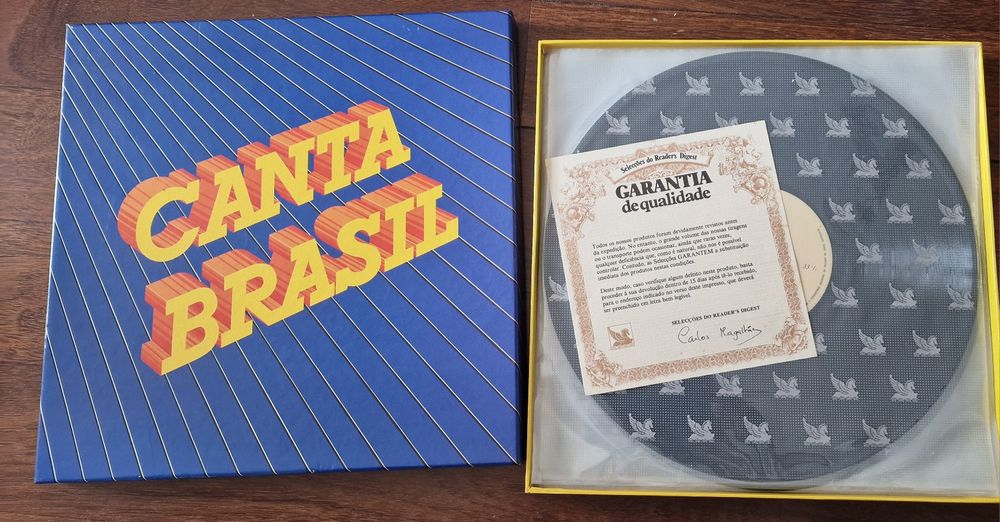 CANTA
BRASIL
Selecções do Reader's Digest
GARANTIA
de qualidade
Todos os nossos produtos foram devidamente revistos antes
da expedição. No entanto, o grande volume das nossas tiragens
ou o transporte podem ocasionar, ainda que raras vezes,
qualquer deficiência que, como é natural, não nos é possível
controlar. Contudo, as Selecções GARANTEM a substituição
imediata dos produtos nestas condições.
Deste modo, caso verifique algum defeito neste produto, basta
proceder à sua devolução dentro de 15 dias após tê-lo recebido,
para o endereço indicado no verso deste impresso, que deverá
ser preenchido em letra bem legível.
SELECÇÕES DO READER'S DIGEST
Carlos Magalhães